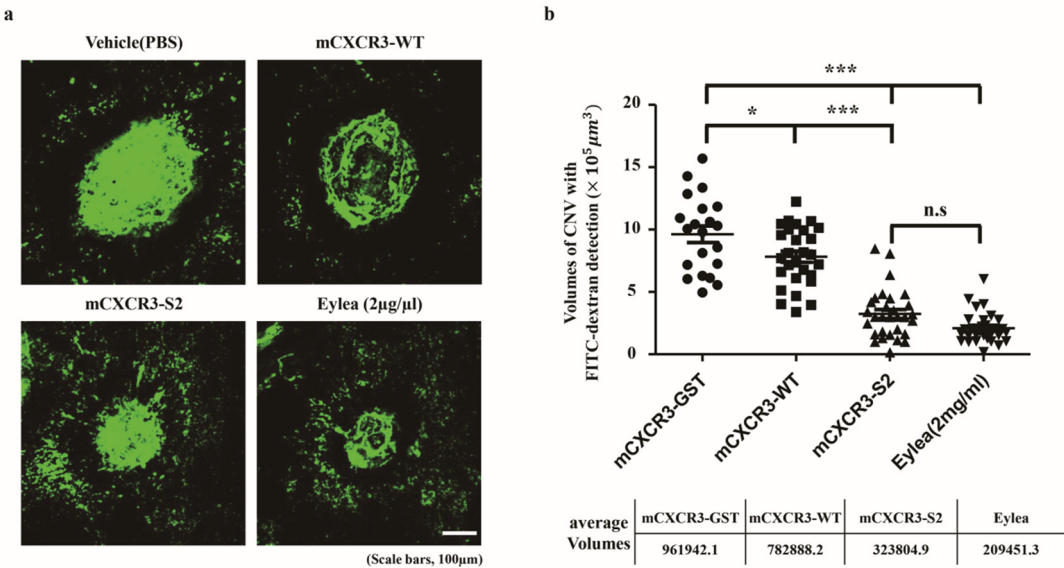 a
Vehicle(PBS)
mCXCR3-WT
mCXCR3-S2
Eylea (2μg/μl)
(Scale bars, 100μm)
b
***
* ***
n.s
Volumes of CNV with
FITC-dextran detection (× 10⁵μm³)
20
15
10
5
0
mCXCR3-GST
mCXCR3-WT
mCXCR3-S2
Eylea(2mg/ml)
average
Volumes
mCXCR3-GST mCXCR3-WT mCXCR3-S2 Eylea
961942.1 782888.2 323804.9 209451.3